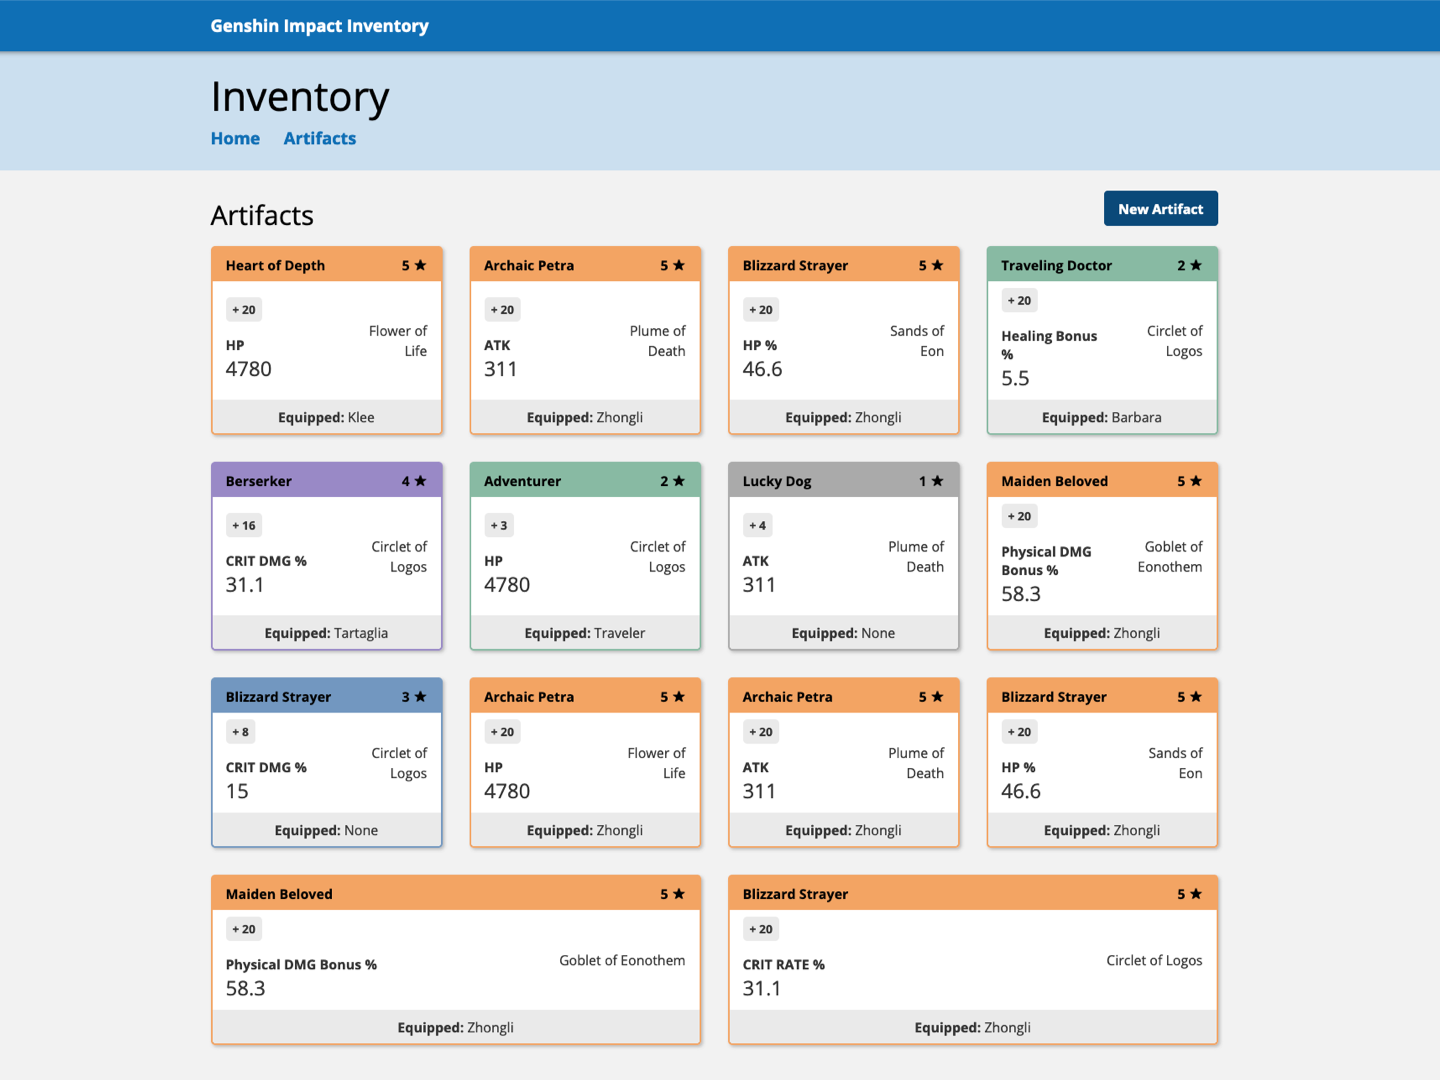 Genshin Impact Inventory
Inventory
Home Artifacts
Artifacts
New Artifact
Heart of Depth 5 ★
+ 20
Flower of
Life
HP
4780
Equipped: Klee
Archaic Petra 5 ★
+ 20
Plume of
Death
ATK
311
Equipped: Zhongli
Blizzard Strayer 5 ★
+ 20
Sands of
Eon
HP %
46.6
Equipped: Zhongli
Traveling Doctor 2 ★
+ 20
Healing Bonus
%
5.5
Circlet of
Logos
Equipped: Barbara
Berserker 4 ★
+ 16
CRIT DMG %
31.1
Circlet of
Logos
Equipped: Tartaglia
Adventurer 2 ★
+ 3
HP
4780
Circlet of
Logos
Equipped: Traveler
Lucky Dog 1 ★
+ 4
ATK
311
Plume of
Death
Equipped: None
Maiden Beloved 5 ★
+ 20
Physical DMG
Bonus %
58.3
Goblet of
Eonothem
Equipped: Zhongli
Blizzard Strayer 3 ★
+ 8
CRIT DMG %
15
Circlet of
Logos
Equipped: None
Archaic Petra 5 ★
+ 20
HP
4780
Flower of
Life
Equipped: Zhongli
Archaic Petra 5 ★
+ 20
ATK
311
Plume of
Death
Equipped: Zhongli
Blizzard Strayer 5 ★
+ 20
HP %
46.6
Sands of
Eon
Equipped: Zhongli
Maiden Beloved 5 ★
+ 20
Physical DMG Bonus %
58.3
Goblet of Eonothem
Equipped: Zhongli
Blizzard Strayer 5 ★
+ 20
CRIT RATE %
31.1
Circlet of Logos
Equipped: Zhongli